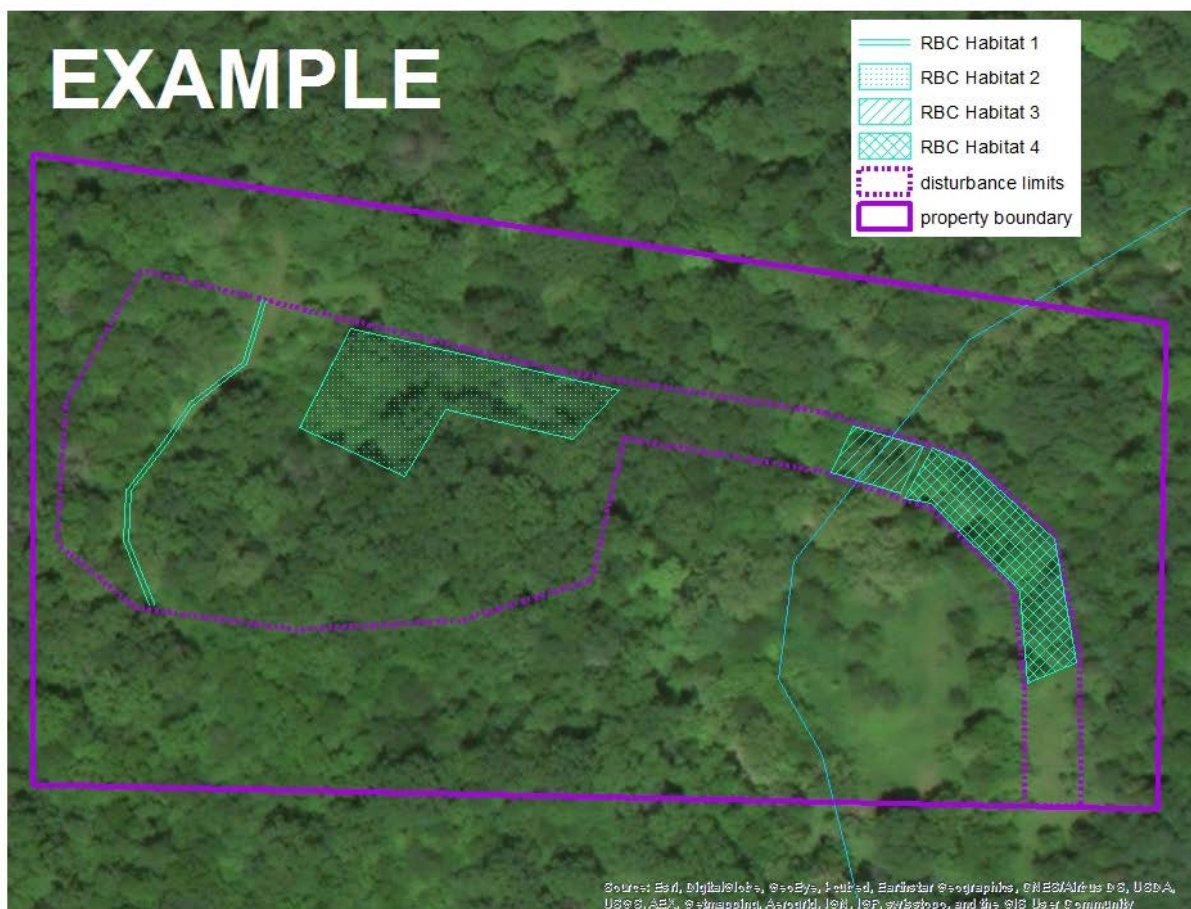 EXAMPLE
RBC Habitat 1
RBC Habitat 2
RBC Habitat 3
RBC Habitat 4
disturbance limits
property boundary
Source: Esri, DigitalGlobe, GeoEye, i-cubed, Earthstar Geographics, CNES/Airbus DS, USDA,
USGS, AEX, Getmapping, Aerogrid, IGN, IGP, swisstopo, and the GIS User Community